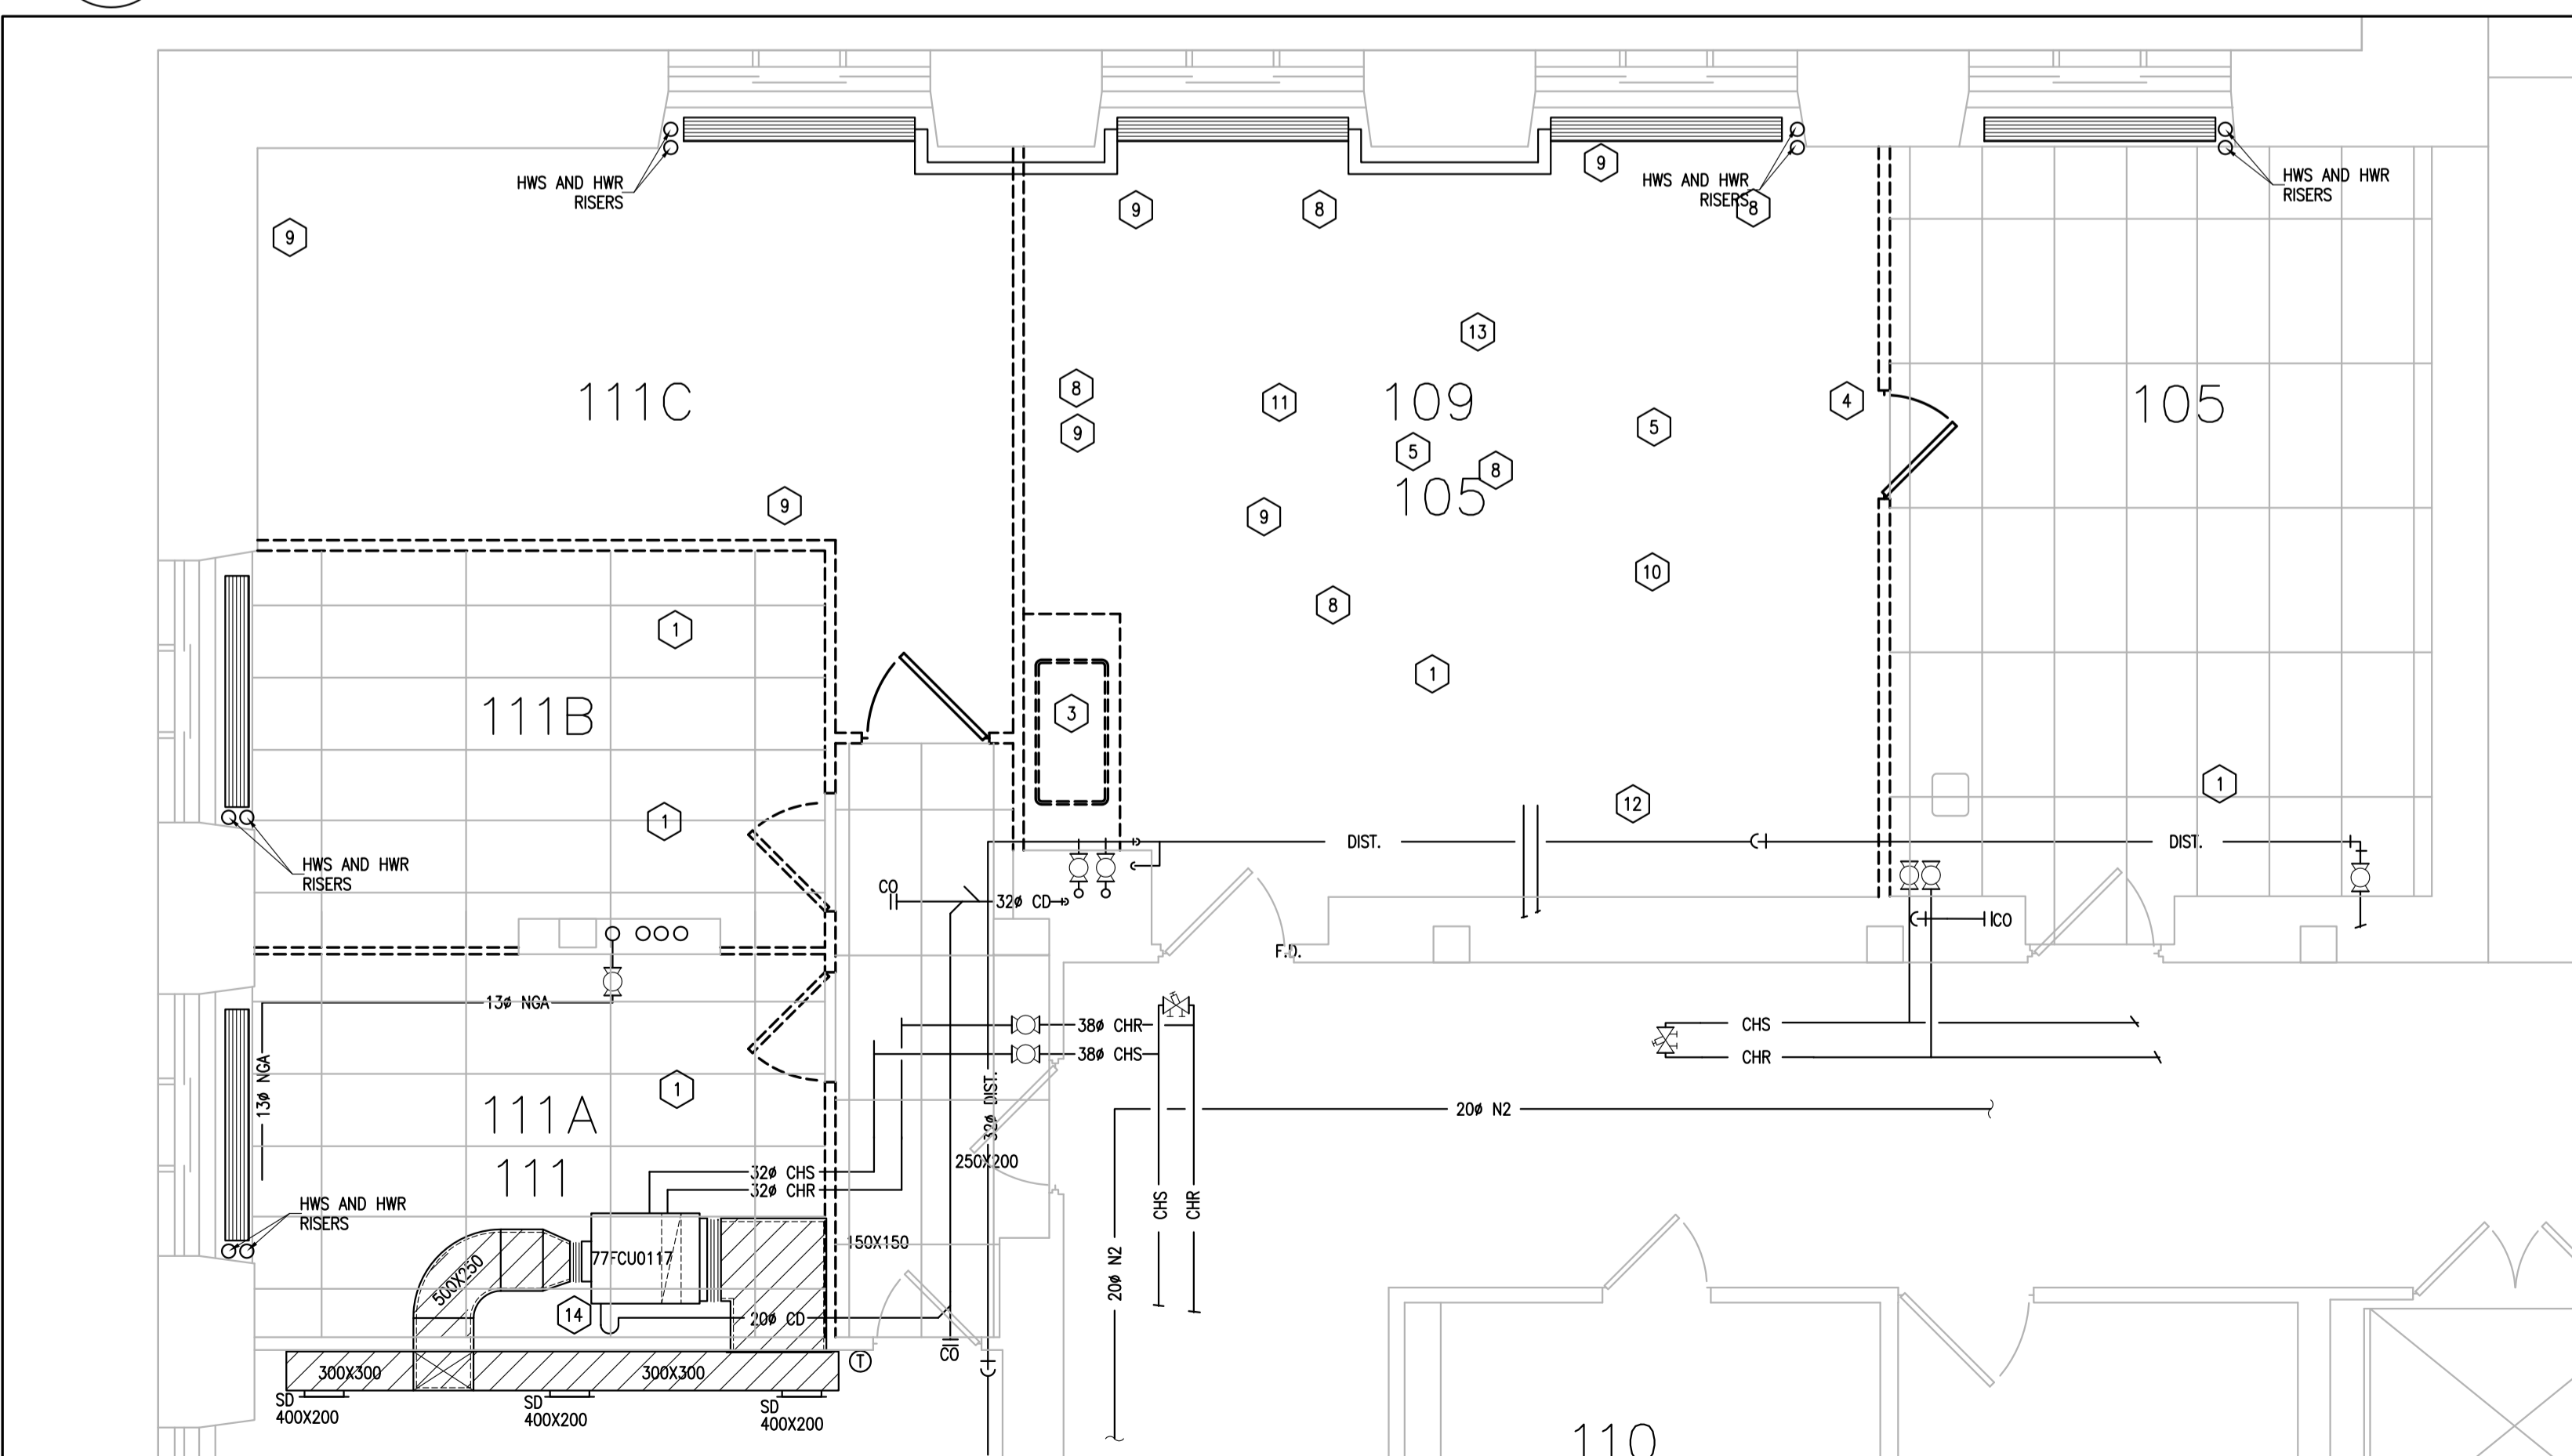 HWS AND HWR
RISERS
HWS AND HWR
RISERS
HWS AND HWR
RISERS
9
9
8
9
8
9
13
111C
8
11
109
5
4
105
9
5
8
105
9
9
10
8
1
1
111B
3
1
12
1
DIST.
DIST.
HWS AND HWR
RISERS
CO
32ø CD
CO
F.D.
13ø NGA
13ø NGA
38ø CHR
38ø CHS
CHS
CHR
1
32ø DIST.
20ø N2
111A
111
250X200
32ø CHS
32ø CHR
CHS
CHR
HWS AND HWR
RISERS
150X150
77FCU0117
500X250
20ø N2
14
20ø CD
CO
T
300X300
300X300
SD
400X200
SD
400X200
SD
400X200
110